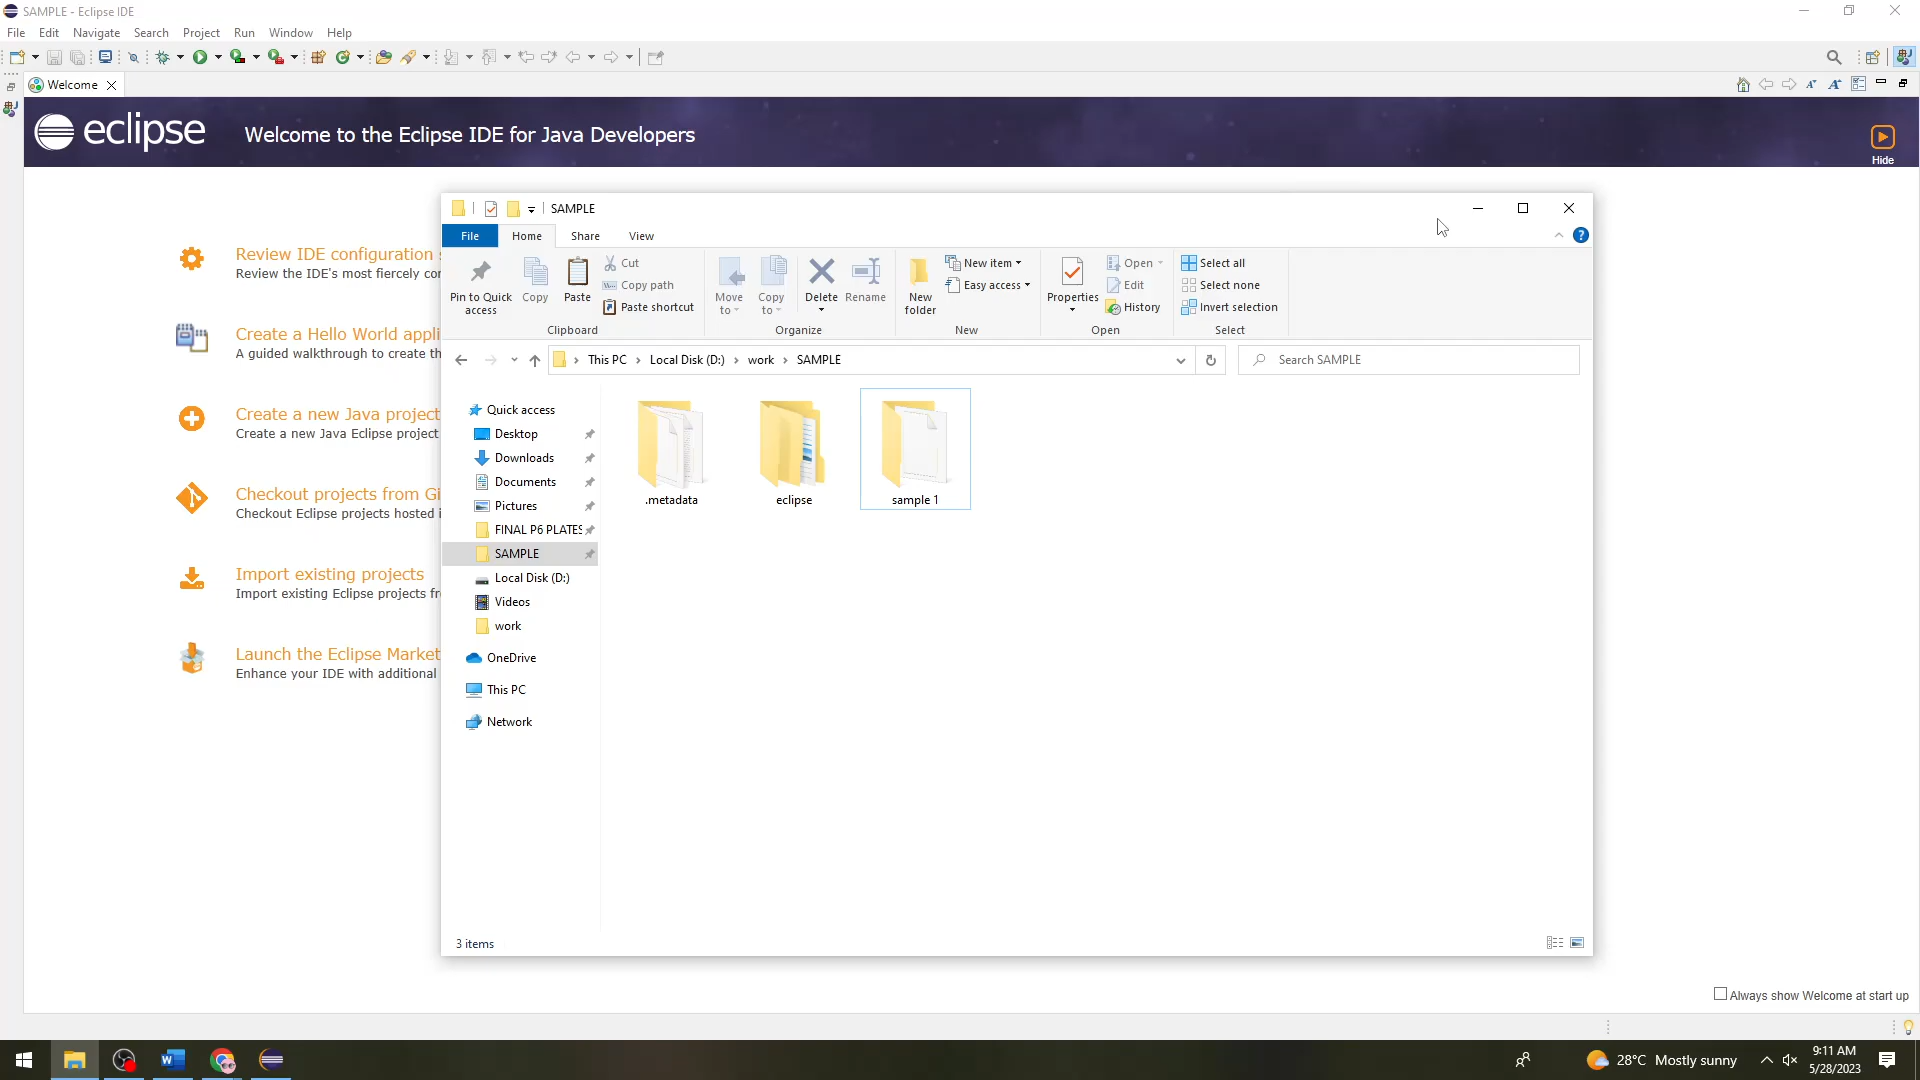 SAMPLE - Eclipse IDE
File Edit Navigate Search Project Run Window Help
Welcome
eclipse Welcome to the Eclipse IDE for Java Developers
Hide
Review IDE configuration
Review the IDE's most fiercely
Create a Hello World
A guided walkthrough to create
Create a new Java project
Create a new Java Eclipse project
Checkout projects from
Checkout Eclipse projects hosted
Import existing projects
Import existing Eclipse projects
Launch the Eclipse
Enhance your IDE with additional
SAMPLE
File Home Share View
Pin to Quick access
Copy
Paste
Cut
Copy path
Paste shortcut
Clipboard
Move to
Copy to
Delete
Rename
Organize
New folder
New item
Easy access
New
Properties
Open
Edit
History
Open
Select all
Select none
Invert selection
Select
This PC Local Disk (D:) work SAMPLE
Search SAMPLE
Quick access
Desktop
Downloads
Documents
Pictures
FINAL P6 PLATES
SAMPLE
Local Disk (D:)
Videos
work
OneDrive
This PC
Network
.metadata
eclipse
sample 1
3 items
Always show Welcome at start up
28°C Mostly sunny
9:11 AM
5/28/2023